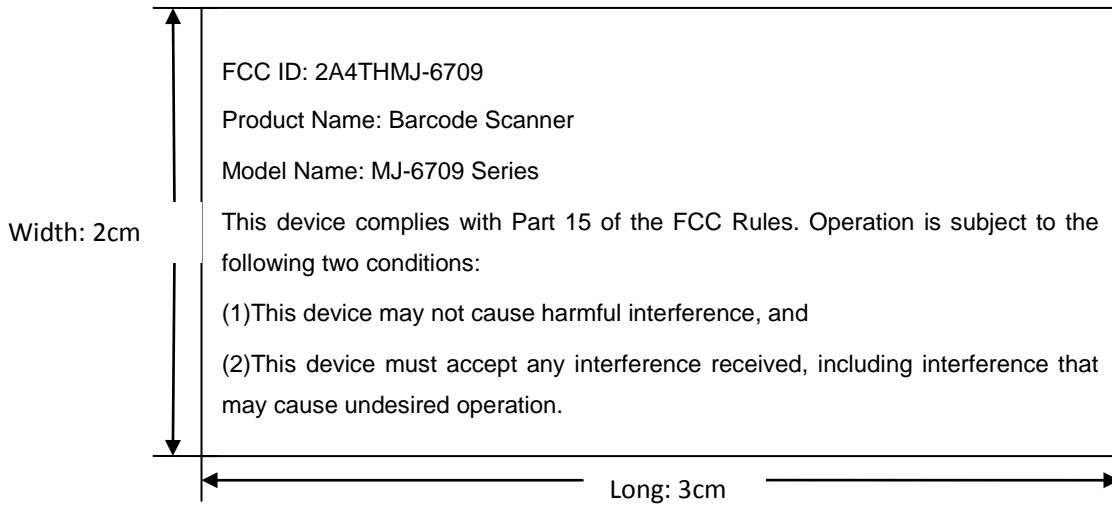 FCC ID: 2A4THMJ-6709
Product Name: Barcode Scanner
Model Name: MJ-6709 Series
Width: 2cm
This device complies with Part 15 of the FCC Rules. Operation is subject to the
following two conditions:
(1)This device may not cause harmful interference, and
(2)This device must accept any interference received, including interference that
may cause undesired operation.
Long: 3cm